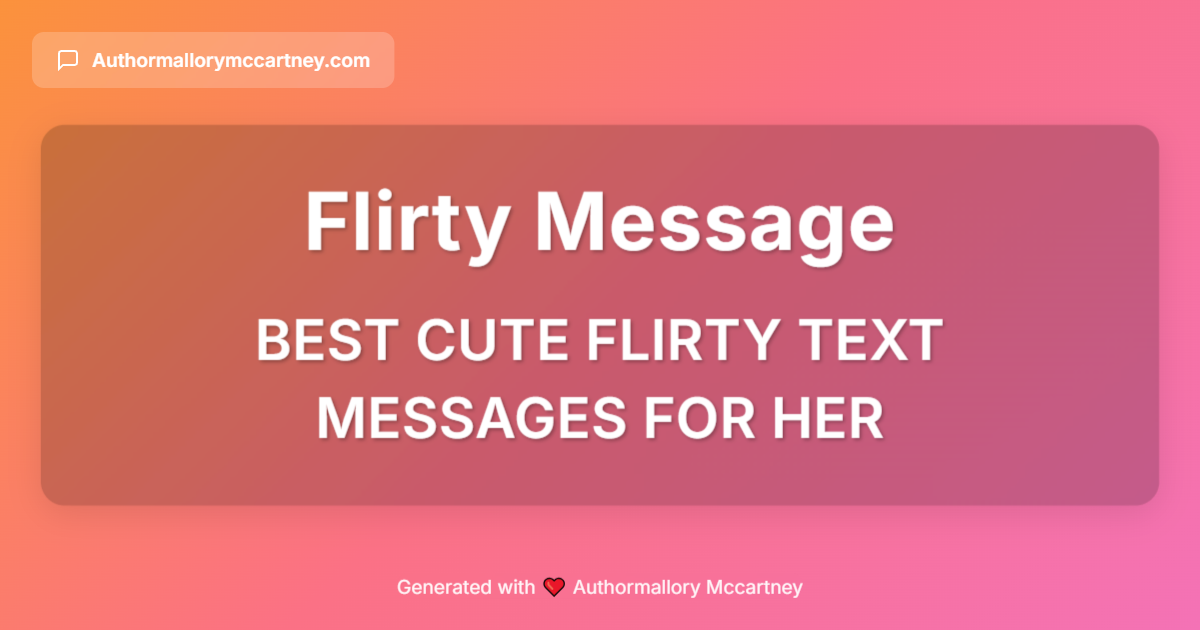 Authormallorymccartney.com
Flirty Message
BEST CUTE FLIRTY TEXT
MESSAGES FOR HER
Generated with ❤️ Authormallory Mccartney